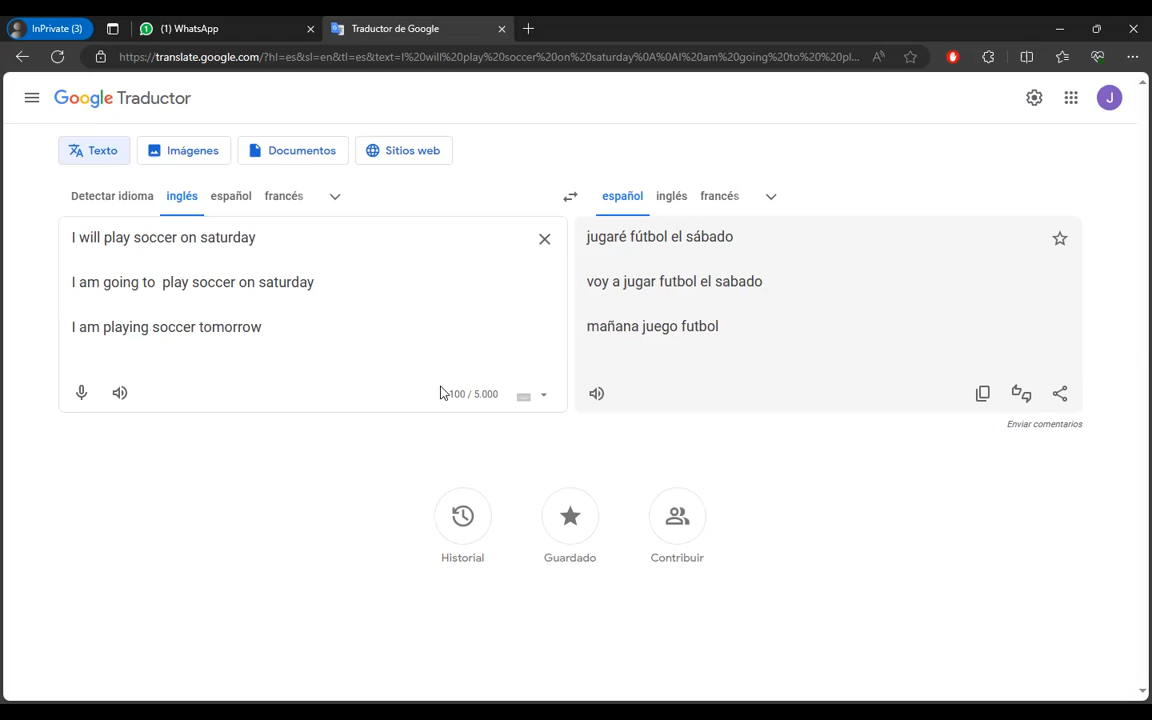 InPrivate (3)
(1) WhatsApp
Traductor de Google
https://translate.google.com/?hl=es&sl=en&tl=es&text=I%20will%20play%20soccer%20on%20saturday%0A%0AI%20am%20going%20to%20%20pl...
Google Traductor
J
Texto
Imágenes
Documentos
Sitios web
Detectar idioma inglés español francés
español inglés francés
I will play soccer on saturday
I am going to  play soccer on saturday
I am playing soccer tomorrow
100 / 5.000
jugaré fútbol el sábado
voy a jugar futbol el sabado
mañana juego futbol
Enviar comentarios
Historial
Guardado
Contribuir